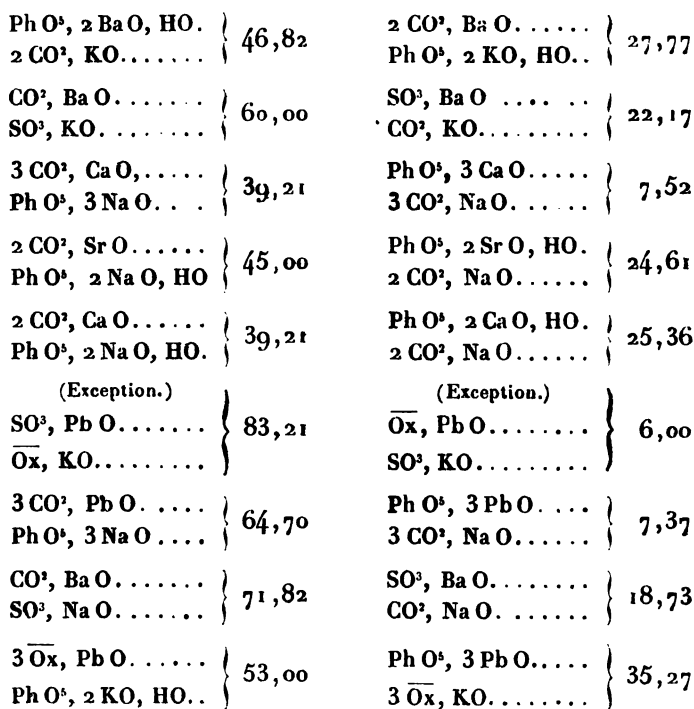 Ph O⁵, 2 Ba O, HO. } 46,82 2 CO², Ba O...... } 27,77
2 CO², KO....... Ph O⁵, 2 KO, HO..
CO², Ba O....... } 60,00 SO³, Ba O .... .. } 22,17
SO³, KO......... CO², KO.........
3 CO², Ca O,..... } 39,21 Ph O⁵, 3 Ca O..... } 7,52
Ph O⁵, 3 Na O... . 3 CO², Na O.......
2 CO², Sr O...... } 45,00 Ph O⁵, 2 Sr O, HO. } 24,61
Ph O⁵, 2 Na O, HO 2 CO², Na O......
2 CO², Ca O...... } 39,21 Ph O⁵, 2 Ca O, HO. } 25,36
Ph O⁵, 2 Na O, HO. 2 CO², Na O......
(Exception.) (Exception.)
SO³, Pb O....... } 83,21 O̅x̅, Pb O........ } 6,00
O̅x̅, KO......... SO³, KO.........
3 CO², Pb O. ..... } 64,70 Ph O⁵, 3 Pb O. ... } 7,37
Ph O⁵, 3 Na O.... 3 CO², Na O......
CO², Ba O....... } 71,82 SO³, Ba O........ } 18,73
SO³, Na O....... CO², Na O.......
3 O̅x̅, Pb O...... } 53,00 Ph O⁵, 3 Pb O..... } 35,27
Ph O⁵, 2 KO, HO.. 3 O̅x̅, KO........